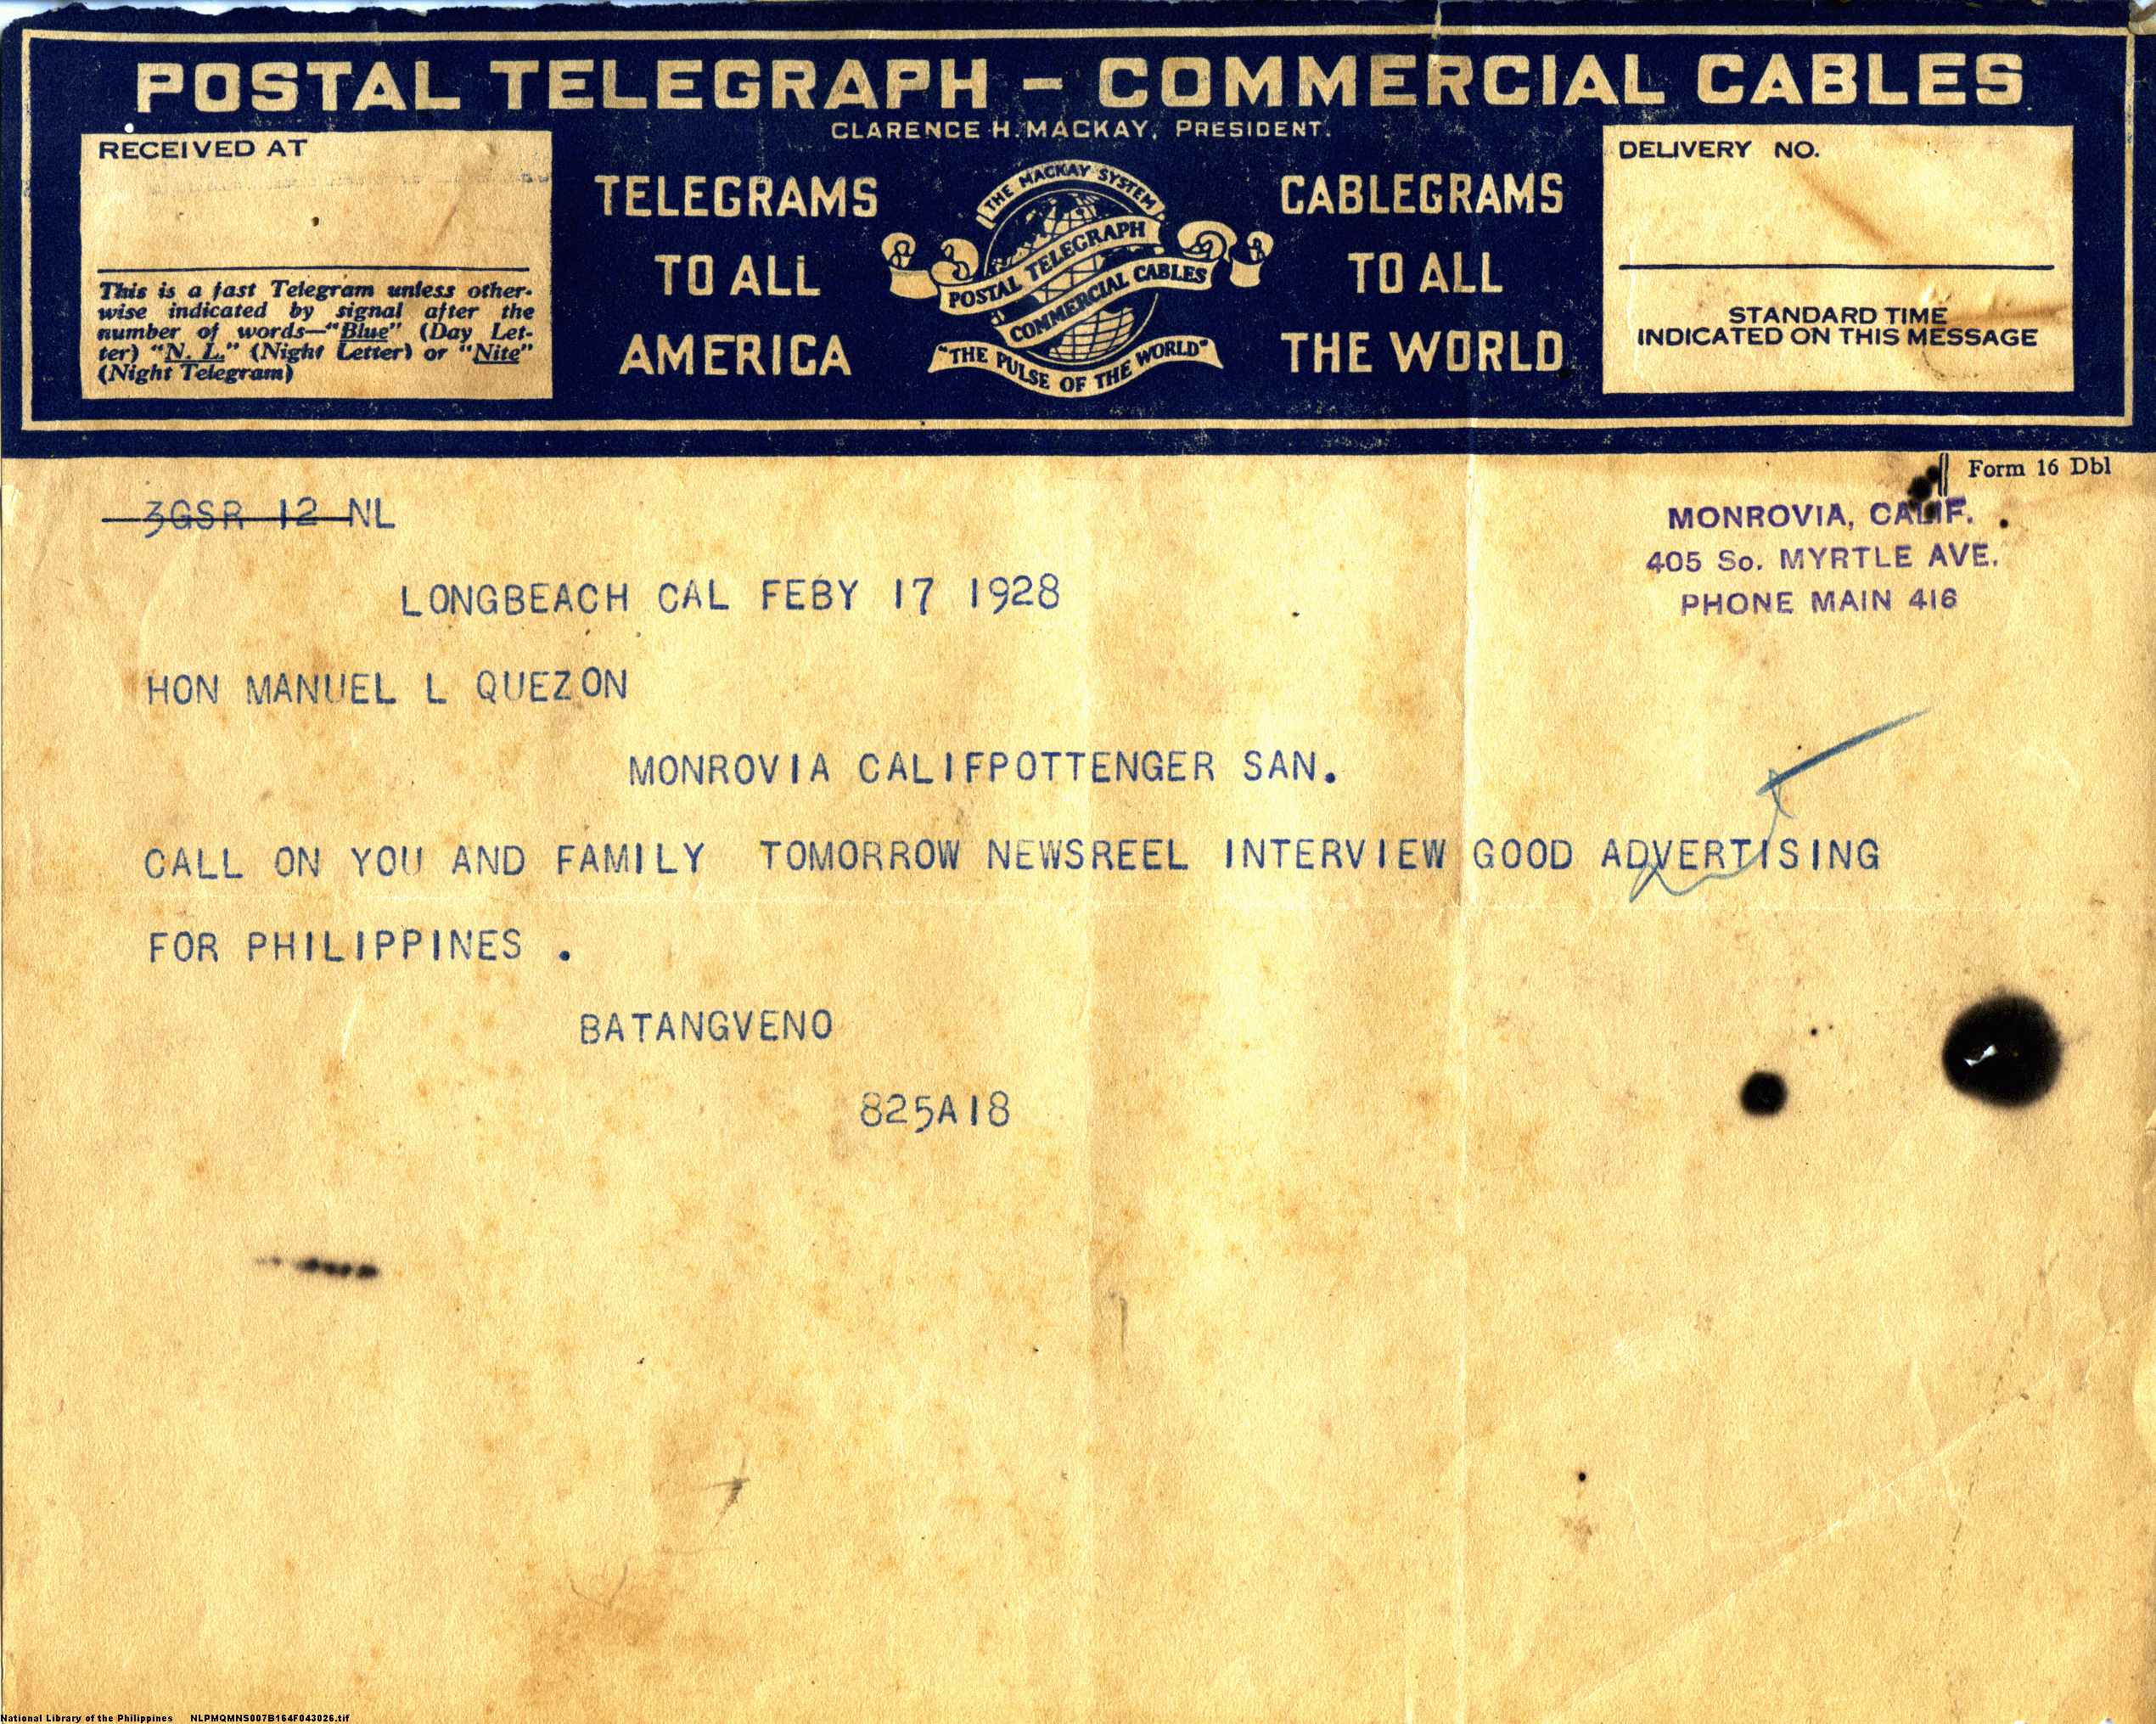 POSTAL TELEGRAPH – COMMERCIAL CABLES
CLARENCE H. MACKAY, PRESIDENT.
RECEIVED AT
This is a fast Telegram unless other-
wise indicated by signal after the
number of words—"Blue" (Day Let-
ter) "N. L." (Night Letter) or "Nite"
(Night Telegram)
TELEGRAMS
TO ALL
AMERICA
THE MACKAY SYSTEM
POSTAL TELEGRAPH
COMMERCIAL CABLES
"THE PULSE OF THE WORLD"
CABLEGRAMS
TO ALL
THE WORLD
DELIVERY NO.
STANDARD TIME
INDICATED ON THIS MESSAGE
Form 16 Dbl
3GSR 12 NL
MONROVIA, CALIF.
405 So. MYRTLE AVE.
PHONE MAIN 416
LONGBEACH CAL FEBY 17 1928
HON MANUEL L QUEZON
MONROVIA CALIFPOTTENGER SAN.
CALL ON YOU AND FAMILY TOMORROW NEWSREEL INTERVIEW GOOD ADVERTISING
FOR PHILIPPINES .
BATANGVENO
825A18
National Library of the Philippines NLPMQMNS007B164F043026.tif